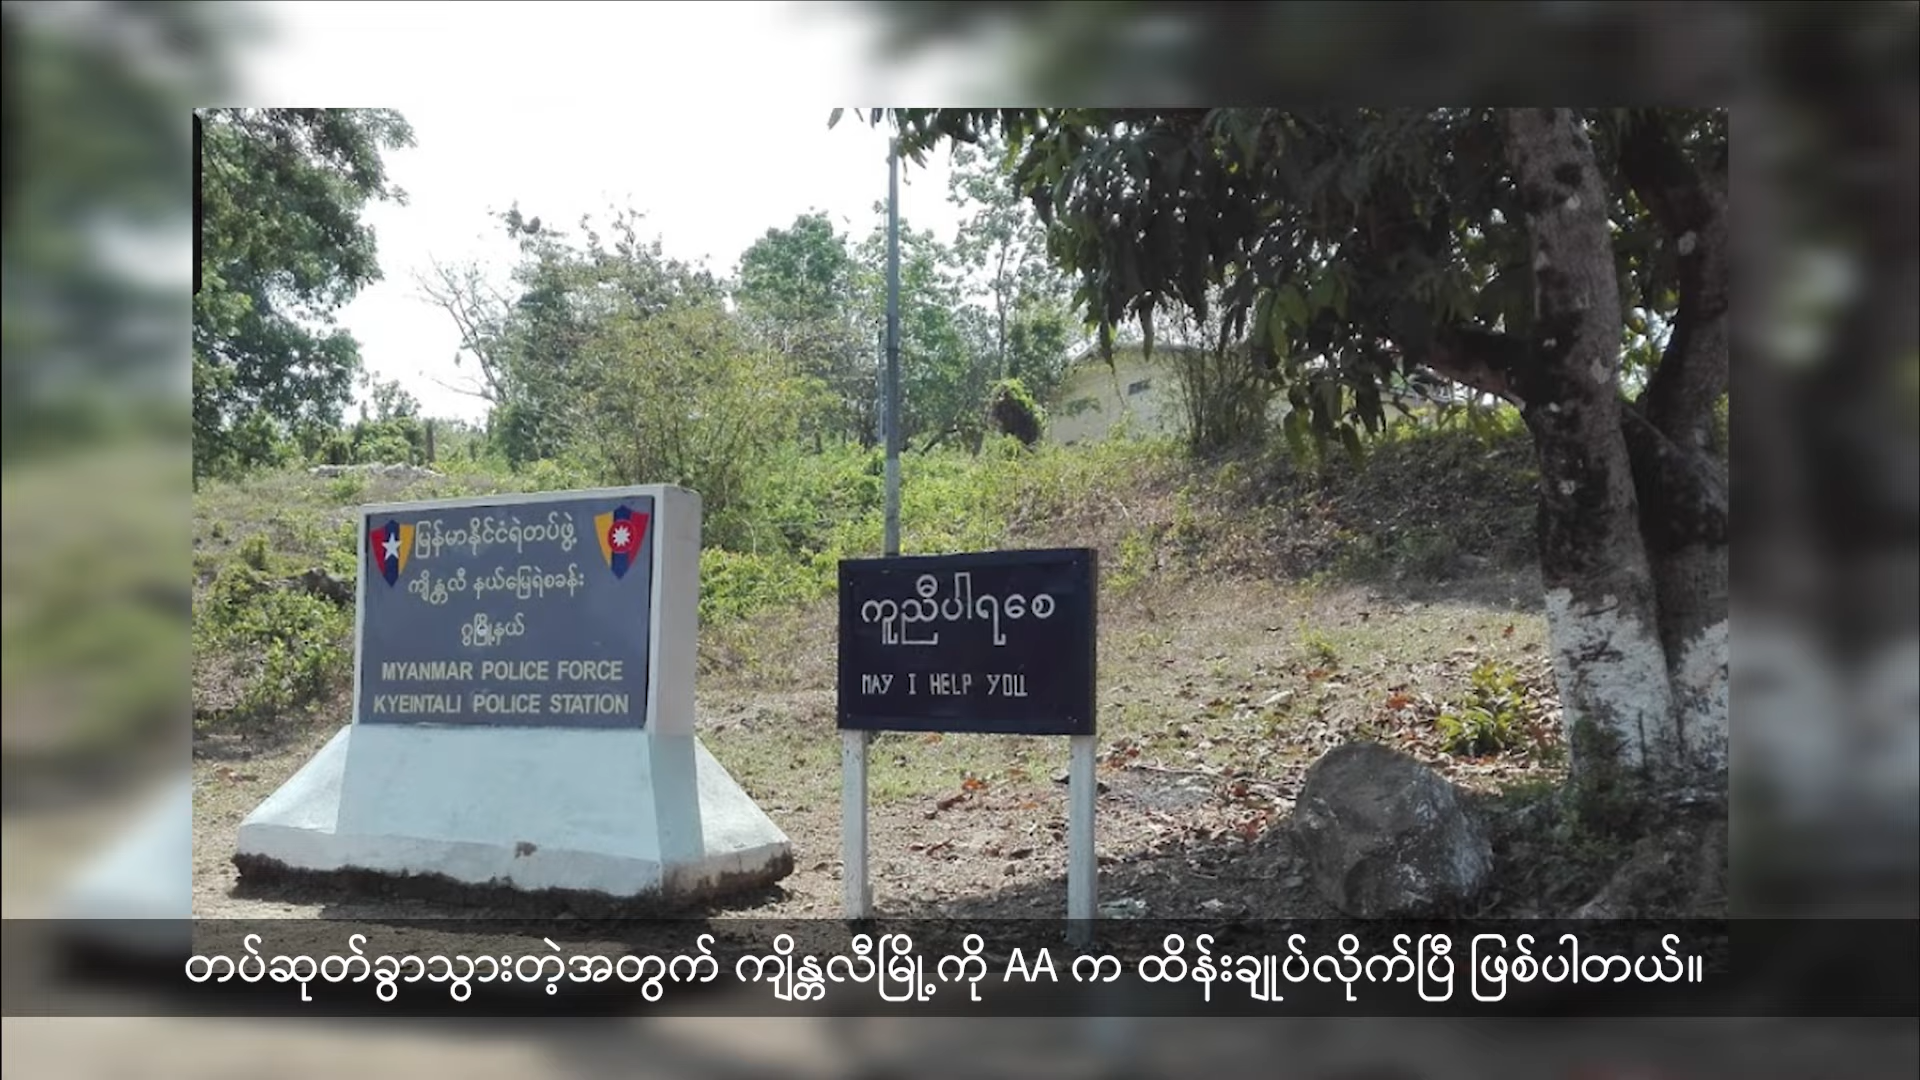 မြန်မာနိုင်ငံရဲတပ်ဖွဲ့
ကျိန္တလီ နယ်မြေရဲစခန်း
ဂွမြို့နယ်
MYANMAR POLICE FORCE
KYEINTALI POLICE STATION
ကူညီပါရစေ
MAY I HELP YOU
တပ်ဆုတ်ခွာသွားတဲ့အတွက် ကျိန္တလီမြို့ကို AA က ထိန်းချုပ်လိုက်ပြီ ဖြစ်ပါတယ်။